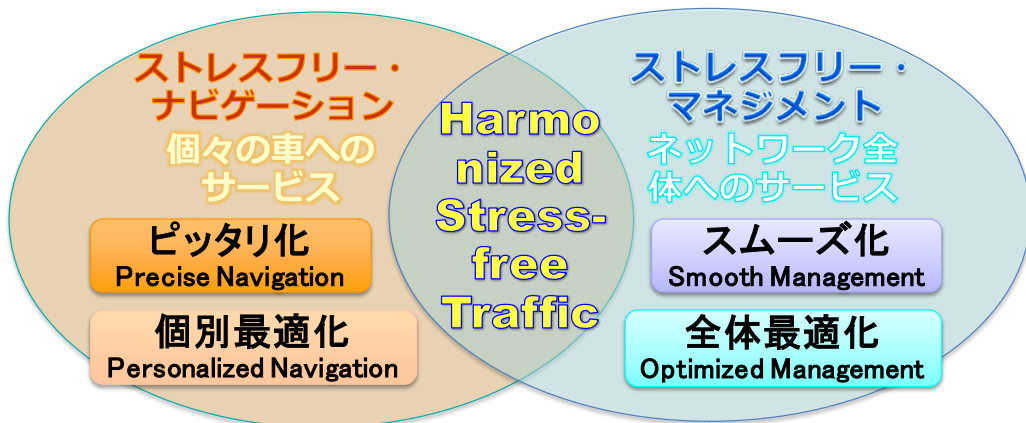 ストレスフリー・
ナビゲーション
個々の車への
サービス
ピッタリ化
Precise Navigation
個別最適化
Personalized Navigation
Harmo
nized
Stress-
free
Traffic
ストレスフリー・
マネジメント
ネットワーク全
体へのサービス
スムーズ化
Smooth Management
全体最適化
Optimized Management